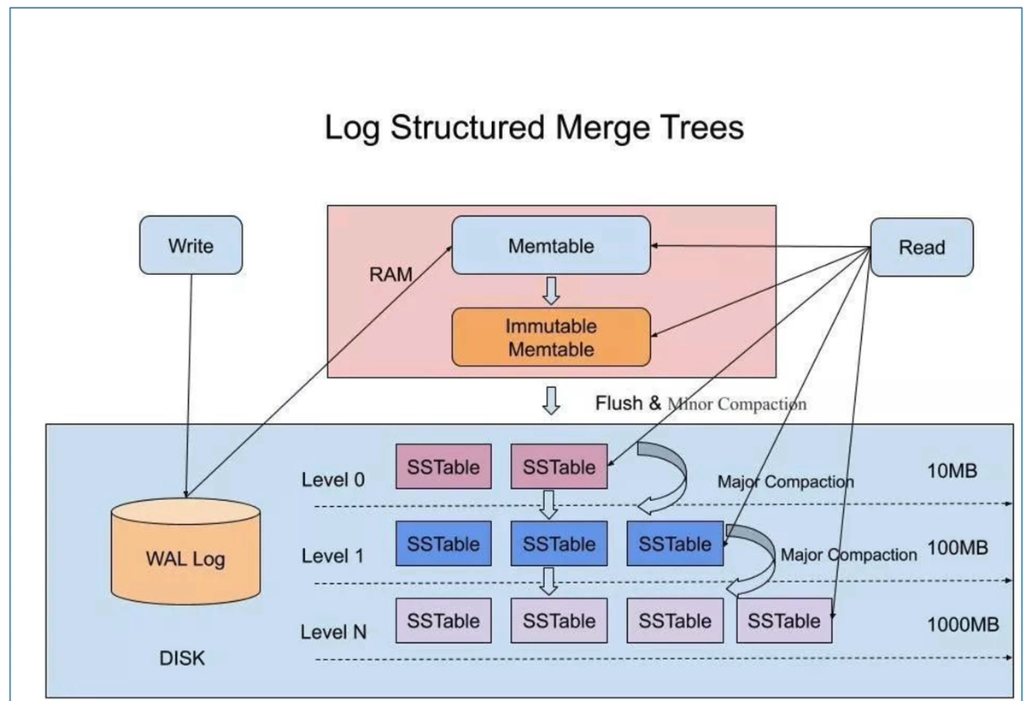 Log Structured Merge Trees
Write
RAM
Memtable
Read
Immutable
Memtable
Flush & Minor Compaction
Level 0
SSTable
SSTable
Major Compaction
10MB
WAL Log
Level 1
SSTable
SSTable
SSTable
Major Compaction
100MB
Level N
SSTable
SSTable
SSTable
SSTable
1000MB
DISK